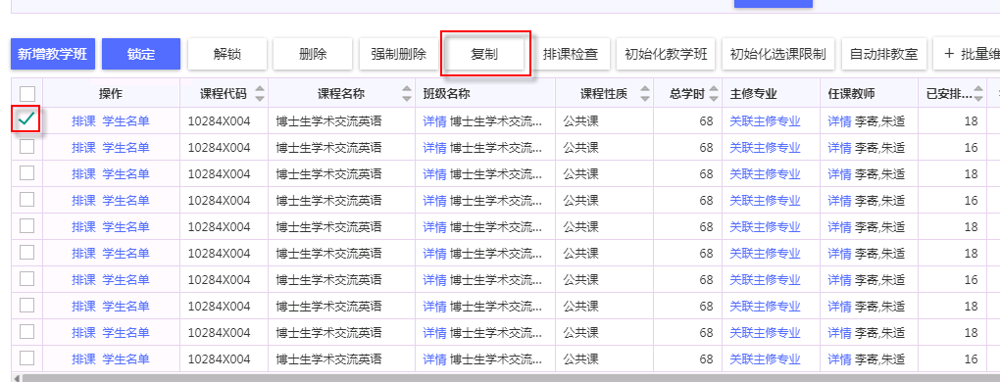 新增教学班 锁定 解锁 删除 强制删除 复制 排课检查 初始化教学班 初始化选课限制 自动排教室 + 批量维
操作 课程代码 课程名称 班级名称 课程性质 总学时 主修专业 任课教师 已安排...
排课 学生名单 10284X004 博士生学术交流英语 详情 博士生学术交流... 公共课 68 关联主修专业 详情 李寄,朱适 18
排课 学生名单 10284X004 博士生学术交流英语 详情 博士生学术交流... 公共课 68 关联主修专业 详情 李寄,朱适 16
排课 学生名单 10284X004 博士生学术交流英语 详情 博士生学术交流... 公共课 68 关联主修专业 详情 李寄,朱适 18
排课 学生名单 10284X004 博士生学术交流英语 详情 博士生学术交流... 公共课 68 关联主修专业 详情 李寄,朱适 16
排课 学生名单 10284X004 博士生学术交流英语 详情 博士生学术交流... 公共课 68 关联主修专业 详情 李寄,朱适 18
排课 学生名单 10284X004 博士生学术交流英语 详情 博士生学术交流... 公共课 68 关联主修专业 详情 李寄,朱适 16
排课 学生名单 10284X004 博士生学术交流英语 详情 博士生学术交流... 公共课 68 关联主修专业 详情 李寄,朱适 18
排课 学生名单 10284X004 博士生学术交流英语 详情 博士生学术交流... 公共课 68 关联主修专业 详情 李寄,朱适 16
排课 学生名单 10284X004 博士生学术交流英语 详情 博士生学术交流... 公共课 68 关联主修专业 详情 李寄,朱适 18
排课 学生名单 10284X004 博士生学术交流英语 详情 博士生学术交流... 公共课 68 关联主修专业 详情 李寄,朱适 16